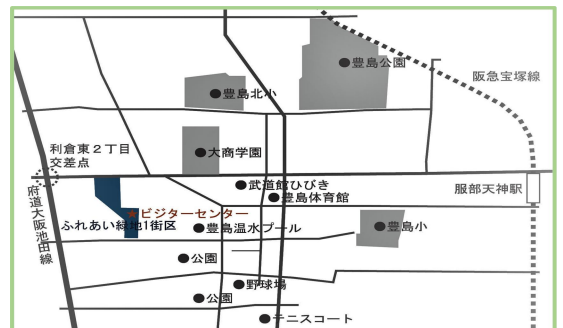 ●豊島公園
阪急宝塚線
●豊島北小
利倉東2丁目
交差点
●大商学園
●武道館ひびき
●豊島体育館
服部天神駅
府道大阪池田線
★ビジターセンター
ふれあい緑地1街区
●豊島温水プール
●豊島小
●公園
●野球場
●公園
●テニスコート